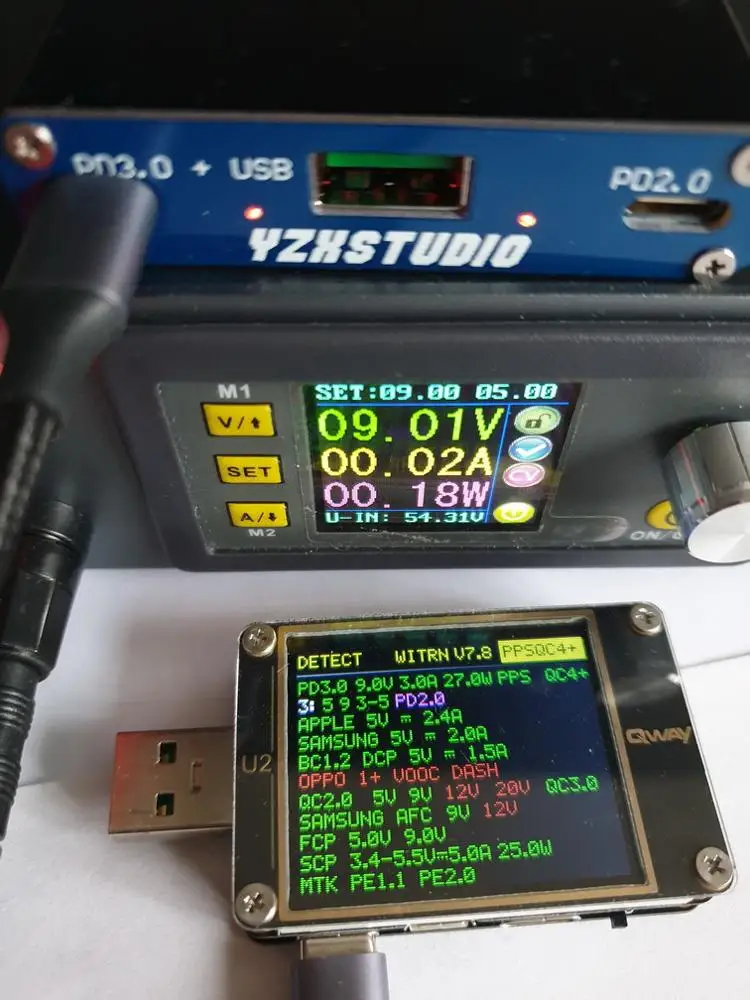 PD3.0 + USB
PD2.0
YZXSTUDIO
M1
V/⬆
SET
A/⬇
M2
SET:09.00 05.00
09.01V
00.02A
00.18W
U-IN: 54.31V
CV
DETECT WITRN V7.8 PPSQC4+
PD3.0 9.0V 3.0A 27.0W PPS QC4+
3: 5 9 3-5 PD2.0
APPLE 5V = 2.4A
SAMSUNG 5V = 2.0A
BC1.2 DCP 5V = 1.5A
OPPO 1+ VOOC DASH
QC2.0 5V 9V 12V 20V QC3.0
SAMSUNG AFC 9V 12V
FCP 5.0V 9.0V
SCP 3.4-5.5V=5.0A 25.0W
MTK PE1.1 PE2.0
U2
QWAY